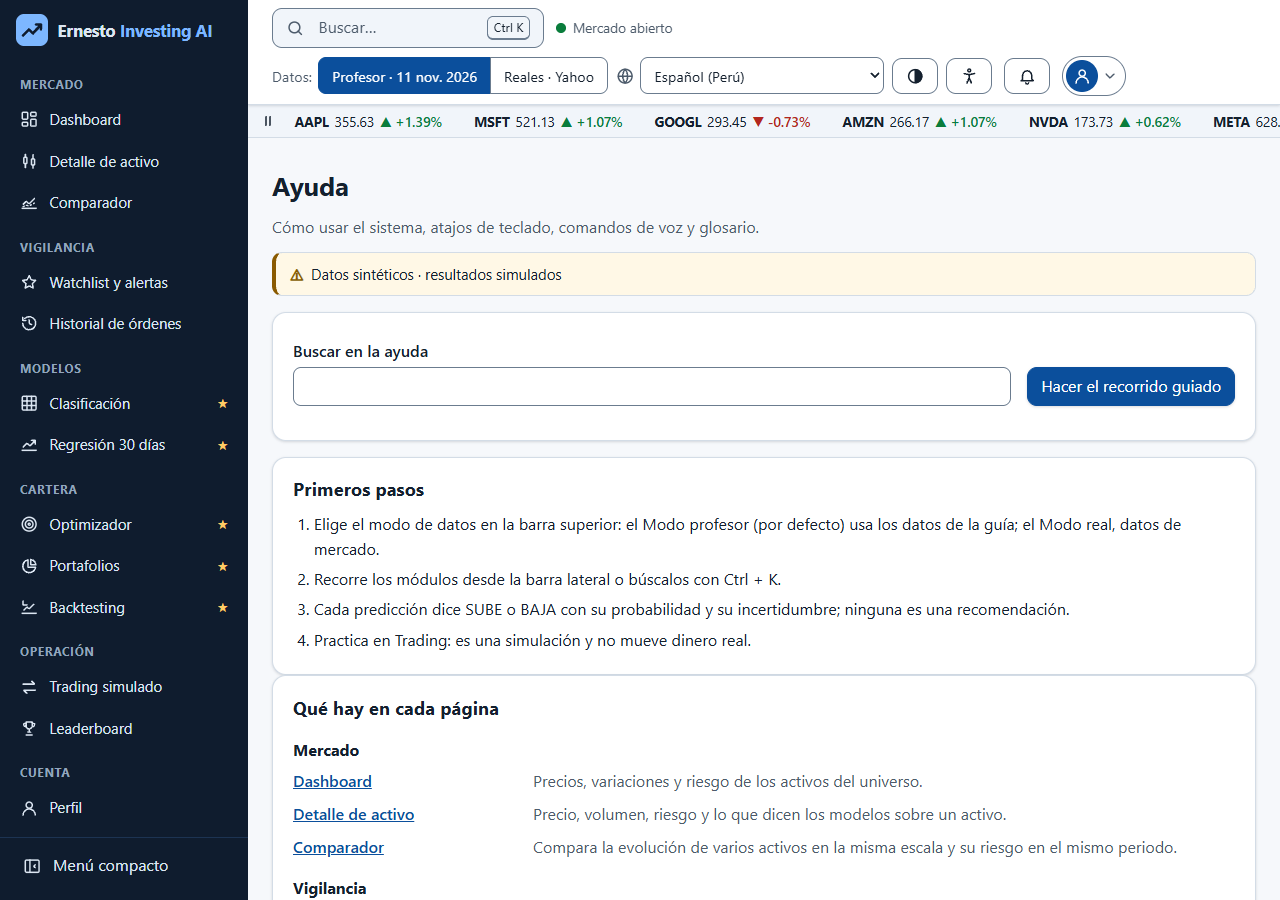 Ernesto Investing AI
MERCADO
Dashboard
Detalle de activo
Comparador
VIGILANCIA
Watchlist y alertas
Historial de órdenes
MODELOS
Clasificación ★
Regresión 30 días ★
CARTERA
Optimizador ★
Portafolios ★
Backtesting ★
OPERACIÓN
Trading simulado
Leaderboard
CUENTA
Perfil
Menú compacto
Buscar... Ctrl K Mercado abierto
Datos: Profesor · 11 nov. 2026 Reales · Yahoo Español (Perú)
AAPL 355.63 ▲ +1.39% MSFT 521.13 ▲ +1.07% GOOGL 293.45 ▼ -0.73% AMZN 266.17 ▲ +1.07% NVDA 173.73 ▲ +0.62% META 628.
Ayuda
Cómo usar el sistema, atajos de teclado, comandos de voz y glosario.
Datos sintéticos · resultados simulados
Buscar en la ayuda
Hacer el recorrido guiado
Primeros pasos
1. Elige el modo de datos en la barra superior: el Modo profesor (por defecto) usa los datos de la guía; el Modo real, datos de
mercado.
2. Recorre los módulos desde la barra lateral o búscalos con Ctrl + K.
3. Cada predicción dice SUBE o BAJA con su probabilidad y su incertidumbre; ninguna es una recomendación.
4. Practica en Trading: es una simulación y no mueve dinero real.
Qué hay en cada página
Mercado
Dashboard Precios, variaciones y riesgo de los activos del universo.
Detalle de activo Precio, volumen, riesgo y lo que dicen los modelos sobre un activo.
Comparador Compara la evolución de varios activos en la misma escala y su riesgo en el mismo periodo.
Vigilancia